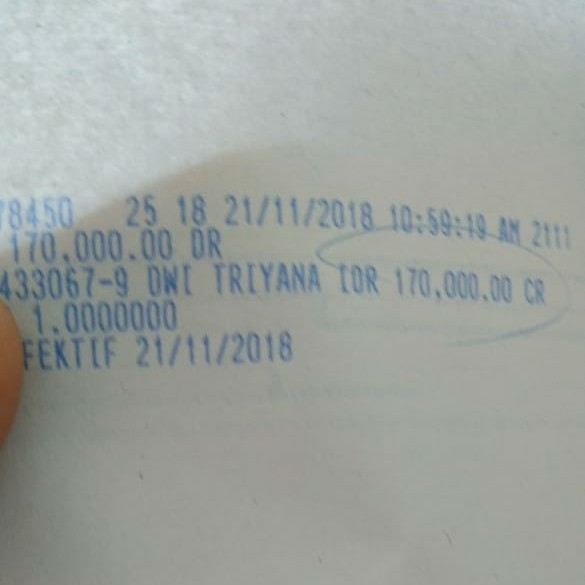 78450 25 18 21/11/2018 10:59:19 AM 2111
170,000.00 DR
433067-9 DWI TRIYANA IDR 170,000.00 CR
1.0000000
FEKTIF 21/11/2018